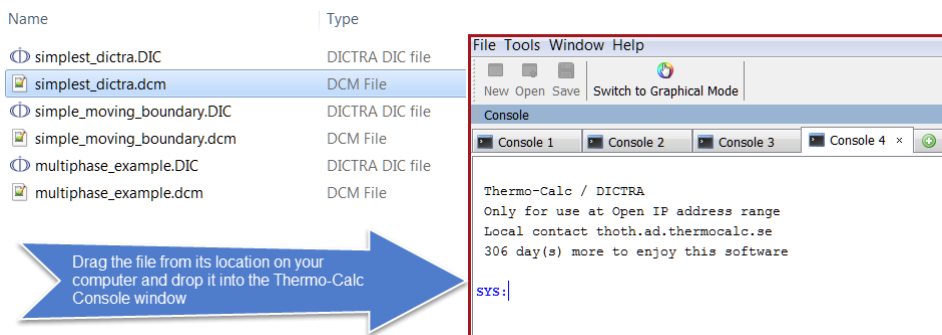 Name Type
simplest_dictra.DIC DICTRA DIC file
simplest_dictra.dcm DCM File
simple_moving_boundary.DIC DICTRA DIC file
simple_moving_boundary.dcm DCM File
multiphase_example.DIC DICTRA DIC file
multiphase_example.dcm DCM File
Drag the file from its location on your
computer and drop it into the Thermo-Calc
Console window
File Tools Window Help
New Open Save Switch to Graphical Mode
Console
Console 1 Console 2 Console 3 Console 4 ×
Thermo-Calc / DICTRA
Only for use at Open IP address range
Local contact thoth.ad.thermocalc.se
306 day(s) more to enjoy this software
SYS: